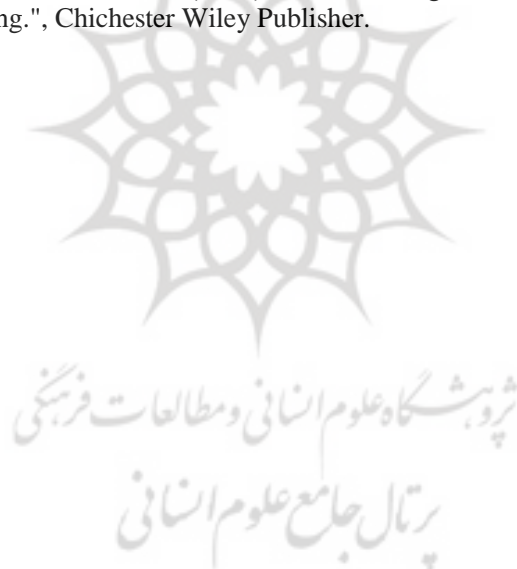 ng.", Chichester Wiley Publisher.
پژوهشگاه علوم انسانی و مطالعات فرهنگی
پرتال جامع علوم انسانی